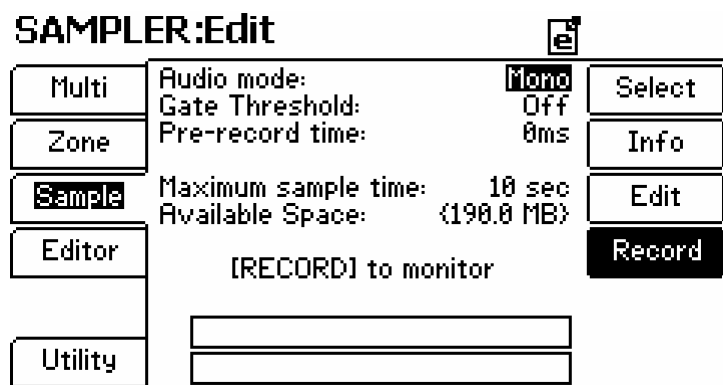 SAMPLER:Edit
e
Multi
Zone
Sample
Editor
Utility
Audio mode: Mono
Gate Threshold: Off
Pre-record time: 0ms
Maximum sample time: 10 sec
Available Space: {190.0 MB}
[RECORD] to monitor
Select
Info
Edit
Record